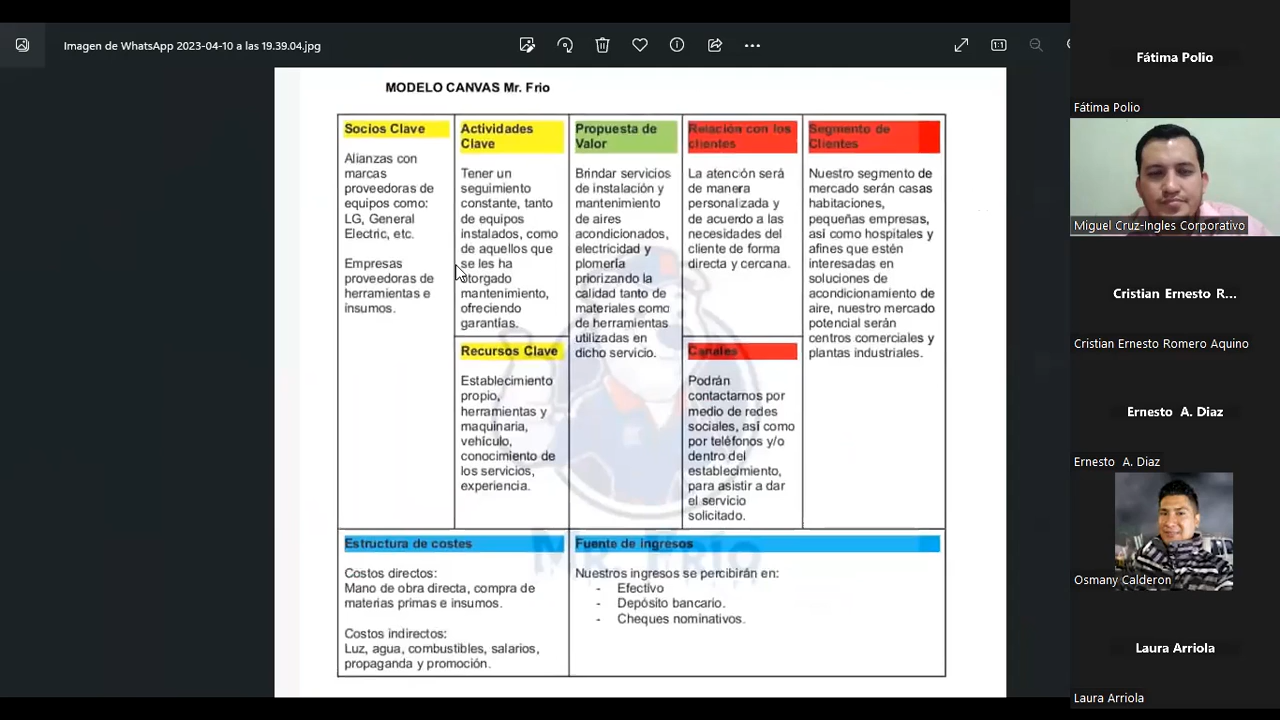 Imagen de WhatsApp 2023-04-10 a las 19.39.04.jpg
1:1
MODELO CANVAS Mr. Frio
Socios Clave
Alianzas con
marcas
proveedoras de
equipos como:
LG, General
Electric, etc.
Empresas
proveedoras de
herramientas e
insumos.
Actividades
Clave
Tener un
seguimiento
constante, tanto
de equipos
instalados, como
de aquellos que
se les ha
otorgado
mantenimiento,
ofreciendo
garantías.
Recursos Clave
Establecimiento
propio,
herramientas y
maquinaria,
vehículo,
conocimiento de
los servicios,
experiencia.
Propuesta de
Valor
Brindar servicios
de instalación y
mantenimiento
de aires
acondicionados,
electricidad y
plomería
priorizando la
calidad tanto de
materiales como
de herramientas
utilizadas en
dicho servicio.
Relación con los
clientes
La atención será
de manera
personalizada y
de acuerdo a las
necesidades del
cliente de forma
directa y cercana.
Canales
Podrán
contactarnos por
medio de redes
sociales, así como
por teléfonos y/o
dentro del
establecimiento,
para asistir a dar
el servicio
solicitado.
Segmento de
Clientes
Nuestro segmento de
mercado serán casas
habitaciones,
pequeñas empresas,
asi como hospitales y
afines que estén
interesadas en
soluciones de
acondicionamiento de
aire, nuestro mercado
potencial serán
centros comerciales y
plantas industriales.
Estructura de costes
Costos directos:
Mano de obra directa, compra de
materias primas e insumos.
Costos indirectos:
Luz, agua, combustibles, salarios,
propaganda y promoción.
Fuente de ingresos
Nuestros ingresos se percibirán en:
- Efectivo
- Depósito bancario.
- Cheques nominativos.
Mr. Frío
Fátima Polio
Fátima Polio
Miguel Cruz-Ingles Corporativo
Cristian Ernesto R...
Cristian Ernesto Romero Aquino
Ernesto A. Diaz
Ernesto A. Diaz
Osmany Calderon
Laura Arriola
Laura Arriola